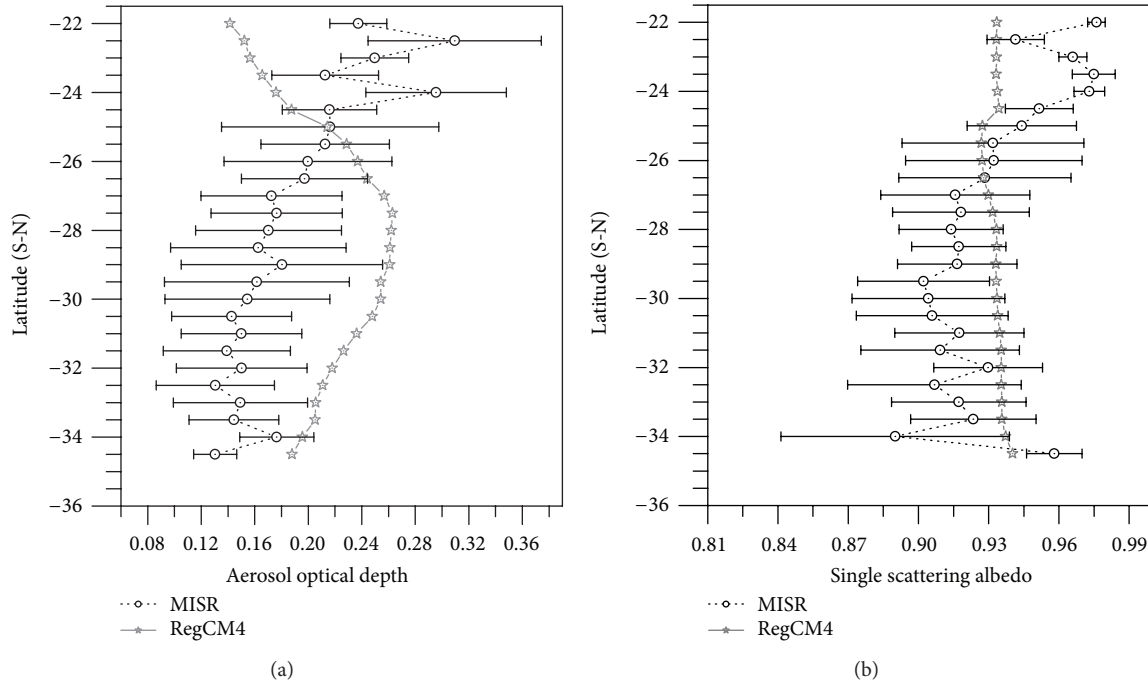 −22
−24
−26
−28
−30
−32
−34
−36
Latitude (S-N)
0.08 0.12 0.16 0.20 0.24 0.28 0.32 0.36
Aerosol optical depth
MISR
RegCM4
(a)
−22
−24
−26
−28
−30
−32
−34
−36
Latitude (S-N)
0.81 0.84 0.87 0.90 0.93 0.96 0.99
Single scattering albedo
MISR
RegCM4
(b)